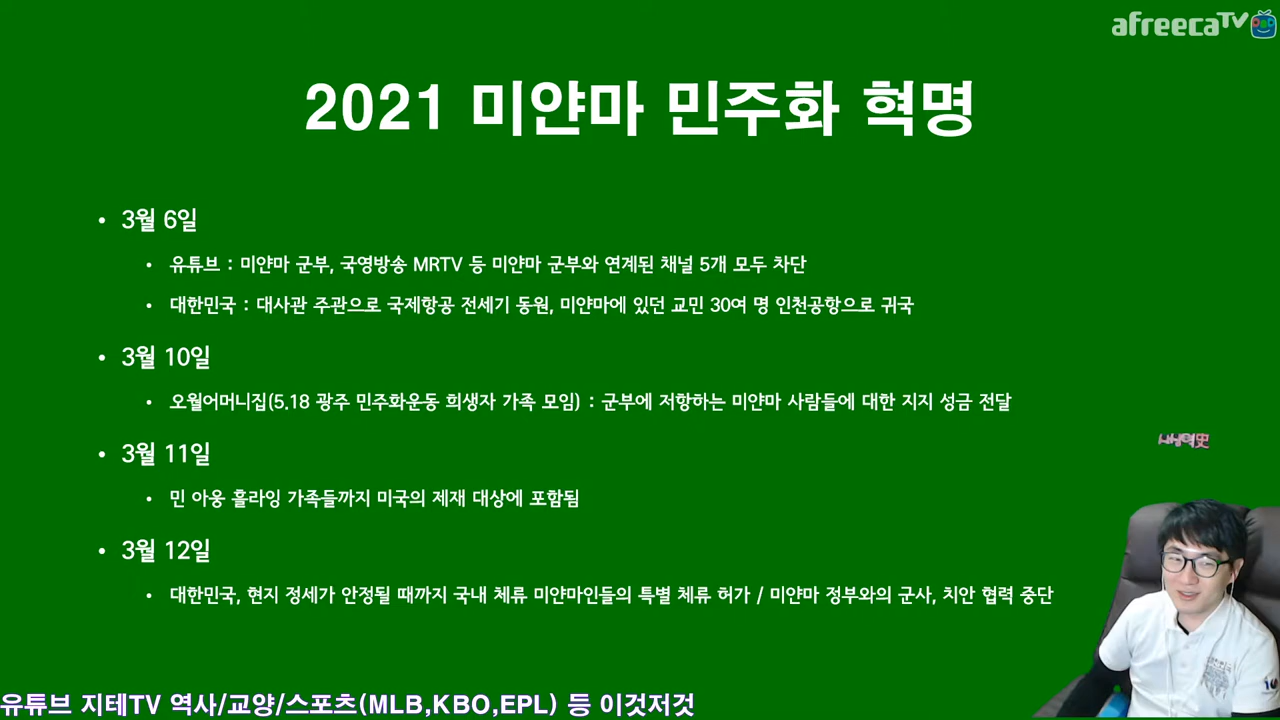 afreecaTV
2021 미얀마 민주화 혁명
• 3월 6일
• 유튜브 : 미얀마 군부, 국영방송 MRTV 등 미얀마 군부와 연계된 채널 5개 모두 차단
• 대한민국 : 대사관 주관으로 국제항공 전세기 동원, 미얀마에 있던 교민 30여 명 인천공항으로 귀국
• 3월 10일
• 오월어머니집(5.18 광주 민주화운동 희생자 가족 모임) : 군부에 저항하는 미얀마 사람들에 대한 지지 성금 전달
• 3월 11일
• 민 아웅 흘라잉 가족들까지 미국의 제재 대상에 포함됨
• 3월 12일
• 대한민국, 현지 정세가 안정될 때까지 국내 체류 미얀마인들의 특별 체류 허가 / 미얀마 정부와의 군사, 치안 협력 중단
유튜브 지테TV 역사/교양/스포츠(MLB,KBO,EPL) 등 이것저것